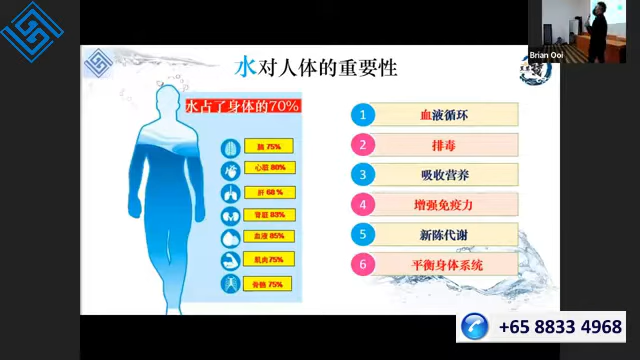 Brian Ooi
水对人体的重要性
水占了身体的70%
脑 75%
心脏 80%
肝 68 %
肾脏 83%
血液 85%
肌肉75%
骨骼 75%
1 血液循环
2 排毒
3 吸收营养
4 增强免疫力
5 新陈代谢
6 平衡身体系统
+65 8833 4968